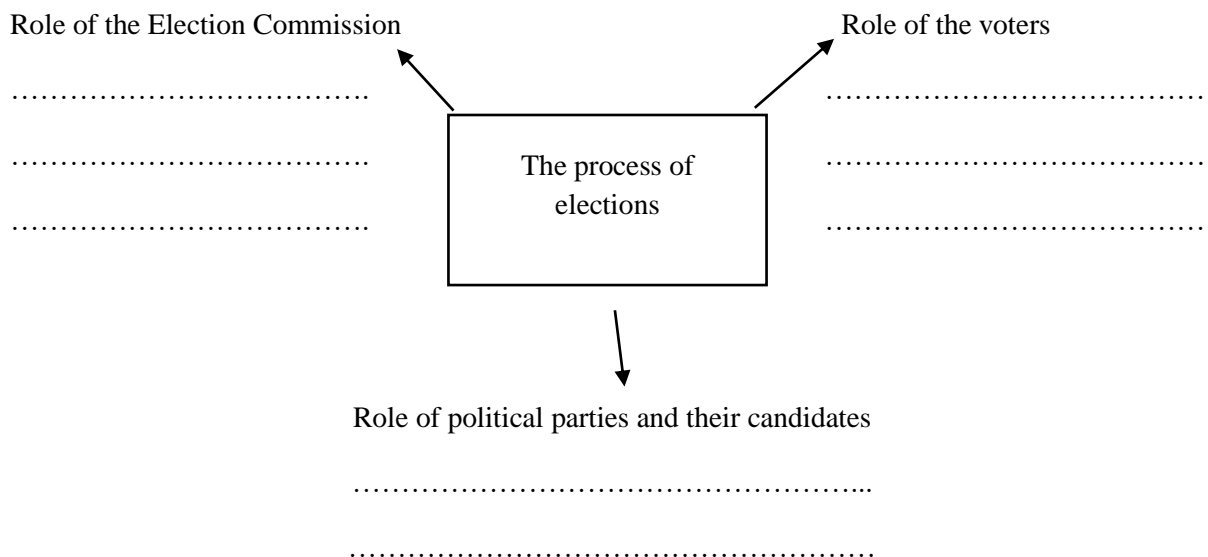 Role of the Election Commission
Role of the voters
………………………………….
…………………………………
………………………………….
…………………………………
………………………………….
…………………………………
The process of
elections
Role of political parties and their candidates
……………………………………………...
………………………………………………